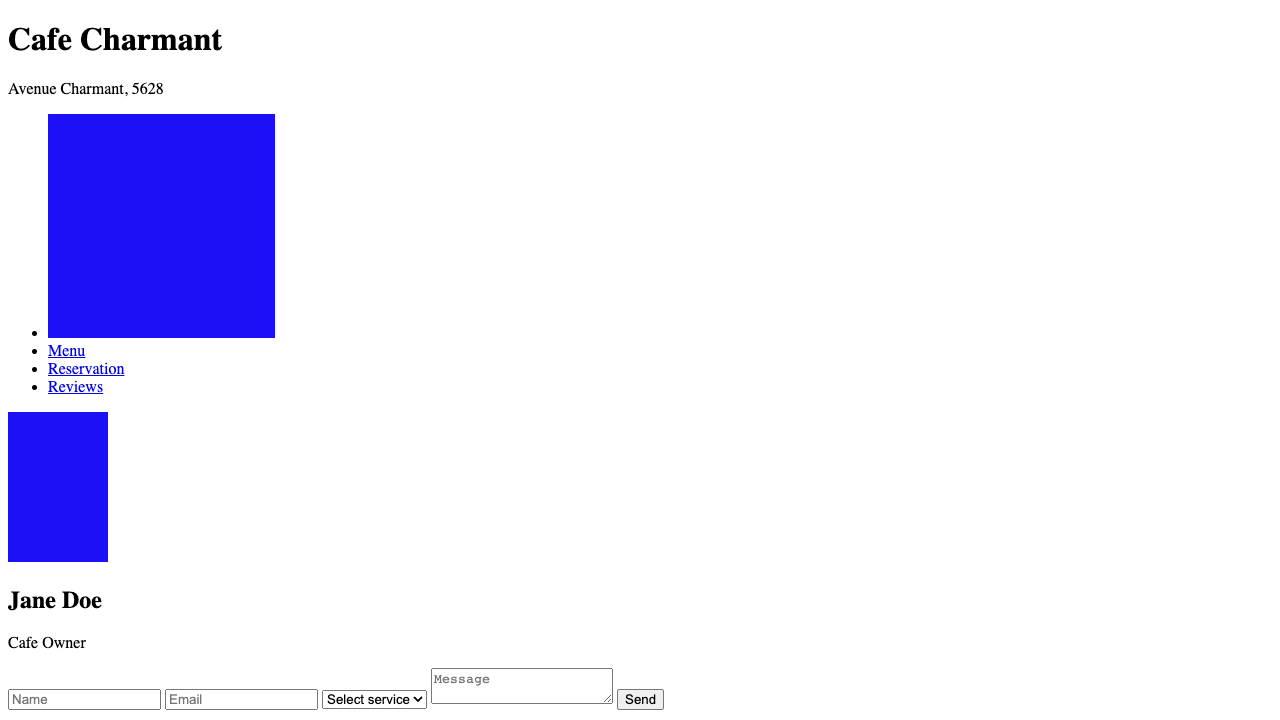 Cafe Charmant
Avenue Charmant, 5628
Menu
Reservation
Reviews
Jane Doe
Cafe Owner
Name Email Select service Message Send